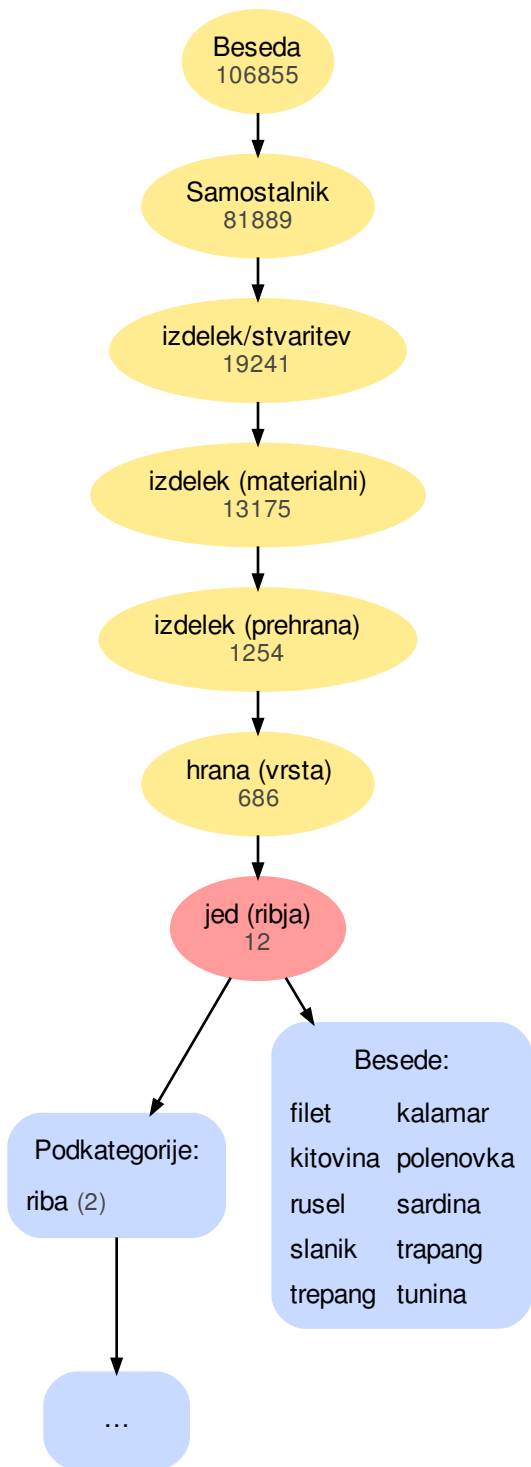 Beseda
106855
Samostalnik
81889
izdelek/stvaritev
19241
izdelek (materialni)
13175
izdelek (prehrana)
1254
hrana (vrsta)
686
jed (ribja)
12
Podkategorije:
riba (2)
…
Besede:
filet kalamar
kitovina polenovka
rusel sardina
slanik trapang
trepang tunina